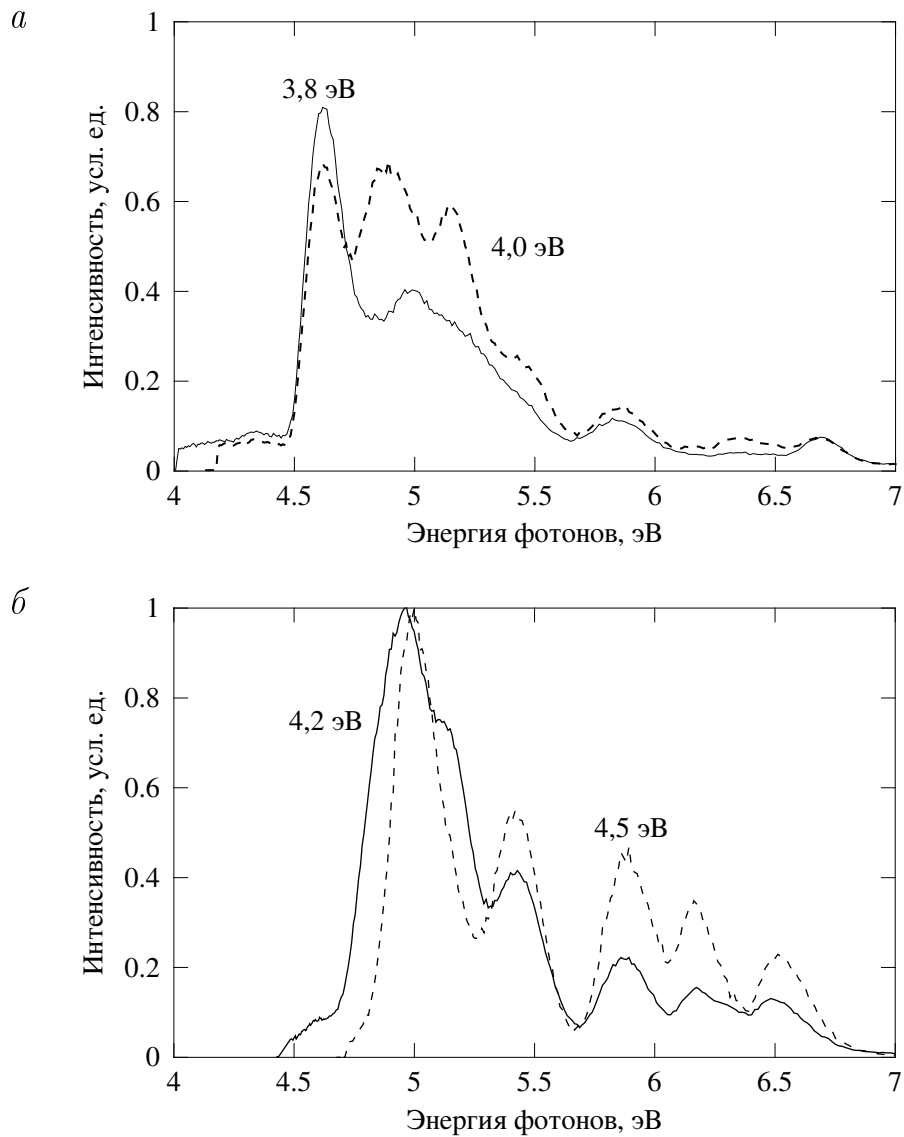 а
1
3,8 эВ
0.8
0.6
4,0 эВ
0.4
0.2
0
Интенсивность, усл. ед.
4 4.5 5 5.5 6 6.5 7
Энергия фотонов, эВ
б
1
0.8
4,2 эВ
0.6
4,5 эВ
0.4
0.2
0
Интенсивность, усл. ед.
4 4.5 5 5.5 6 6.5 7
Энергия фотонов, эВ